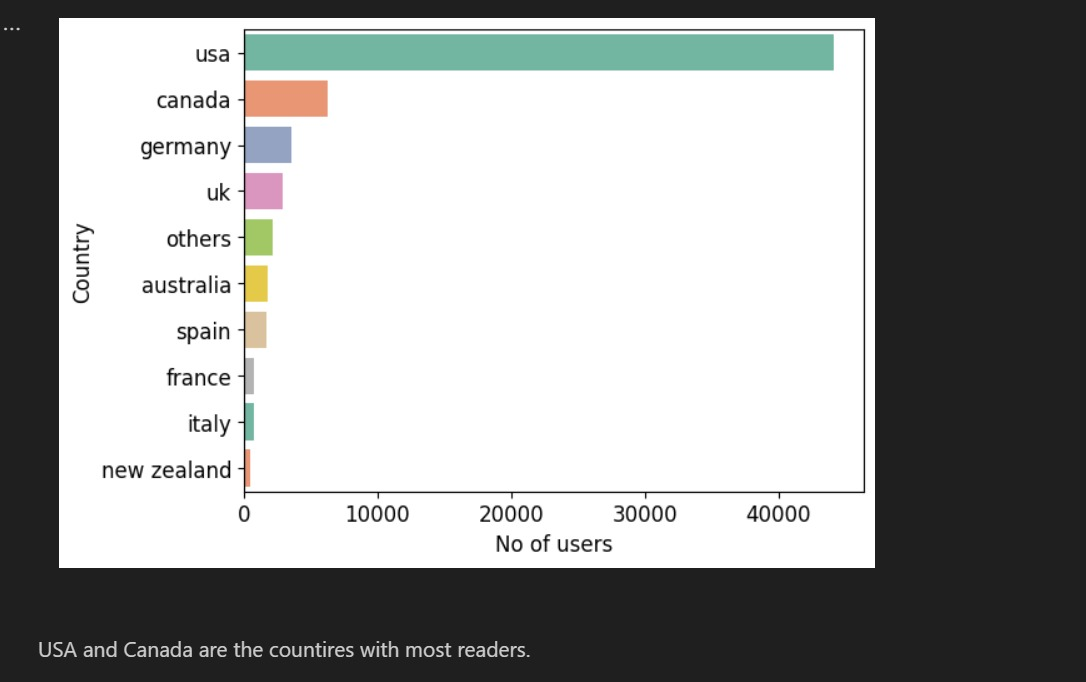 ...
usa
canada
germany
uk
others
australia
spain
france
italy
new zealand
Country
0 10000 20000 30000 40000
No of users
USA and Canada are the countires with most readers.